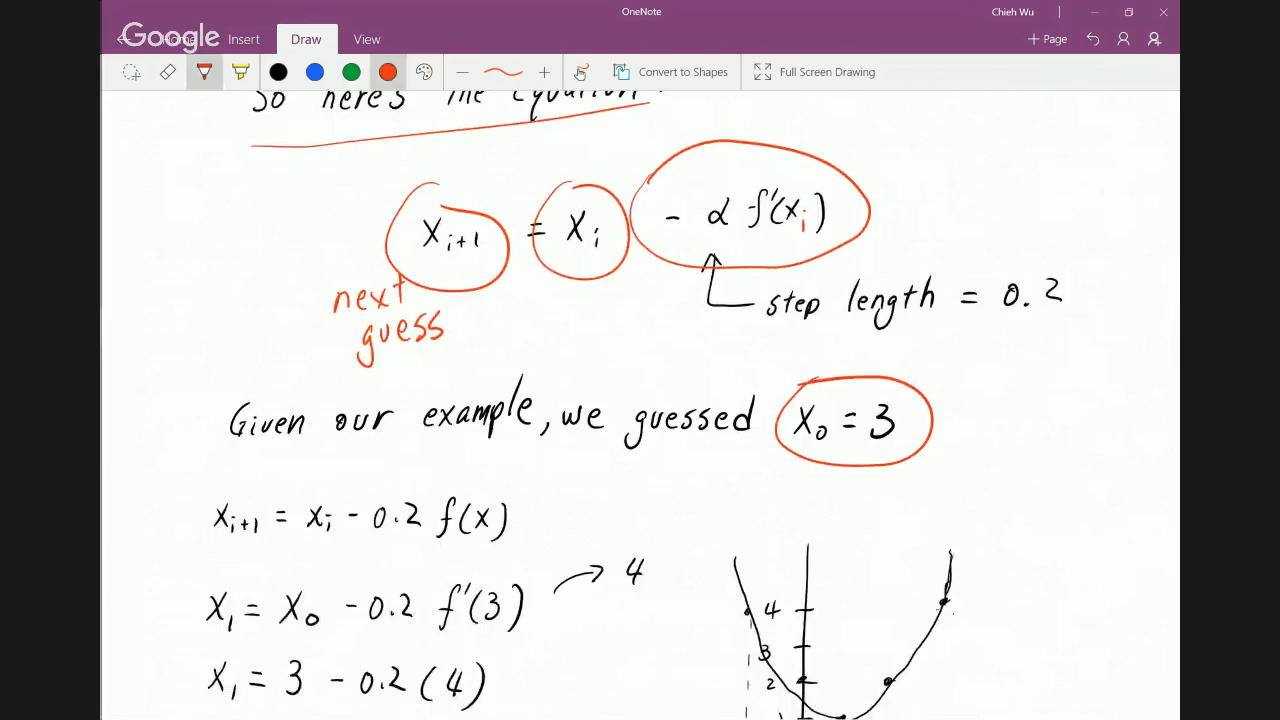 OneNote
Chieh Wu
Google
Home Insert Draw View
Page
Convert to Shapes
Full Screen Drawing
So here's the Equation
Xi+1 = Xi - α f'(xi)
next
guess
step length = 0.2
Given our example, we guessed X0 = 3
xi+1 = xi - 0.2 f(x)
x1 = x0 - 0.2 f'(3) → 4
x1 = 3 - 0.2 (4)
4
3
2
1